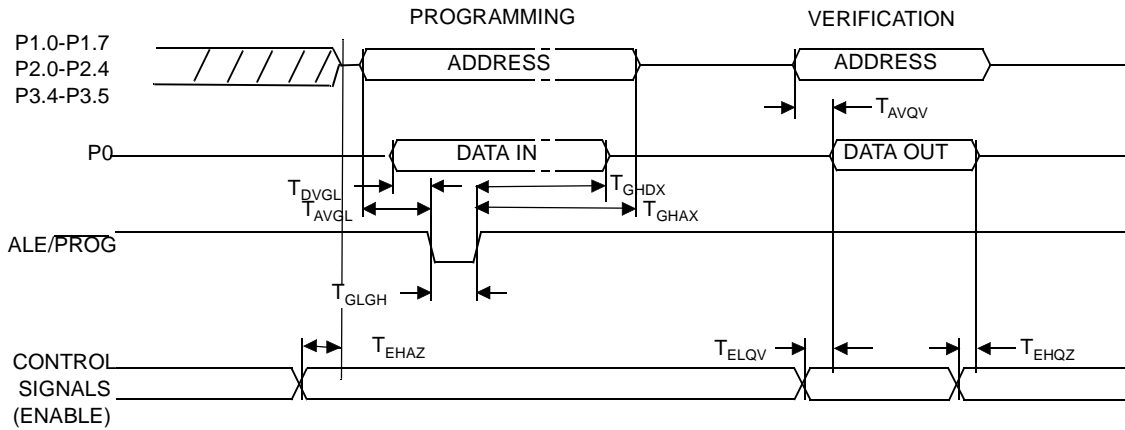 PROGRAMMING
VERIFICATION
P1.0-P1.7
P2.0-P2.4
P3.4-P3.5
ADDRESS
ADDRESS
TAVQV
P0
DATA IN
DATA OUT
TDVGL
TGHDX
TAVGL
TGHAX
ALE/PROG
TGLGH
TEHAZ
TELQV
TEHQZ
CONTROL
SIGNALS
(ENABLE)